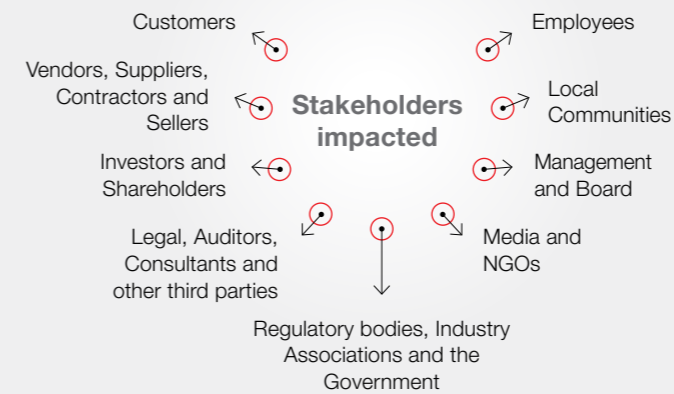 Customers
Employees
Vendors, Suppliers,
Contractors and
Sellers
Stakeholders
impacted
Local
Communities
Investors and
Shareholders
Management
and Board
Legal, Auditors,
Consultants and
other third parties
Media and
NGOs
Regulatory bodies, Industry
Associations and the
Government